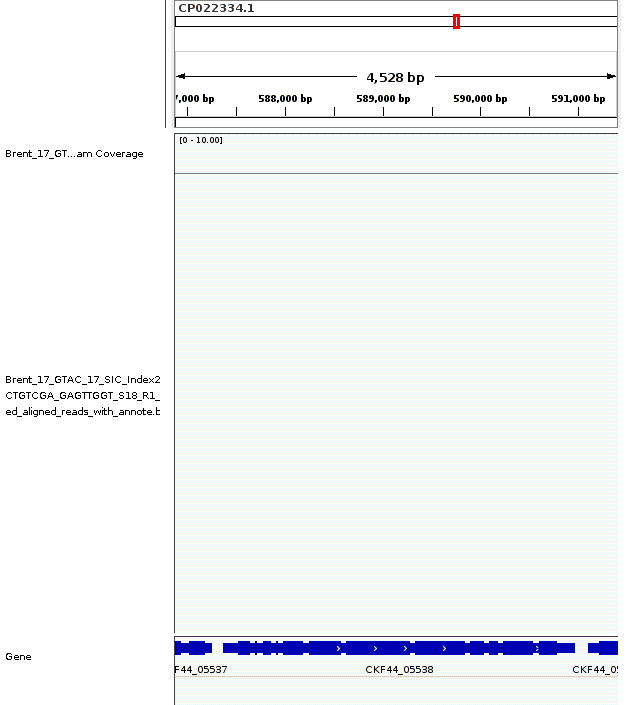 CP022334.1
4,528 bp
7,000 bp 588,000 bp 589,000 bp 590,000 bp 591,000 bp
[0 - 10.00]
Brent_17_GT...am Coverage
Brent_17_GTAC_17_SIC_Index2
CTGTCGA_GAGTTGGT_S18_R1_
ed_aligned_reads_with_annote.b
Gene
F44_05537 CKF44_05538 CKF44_05